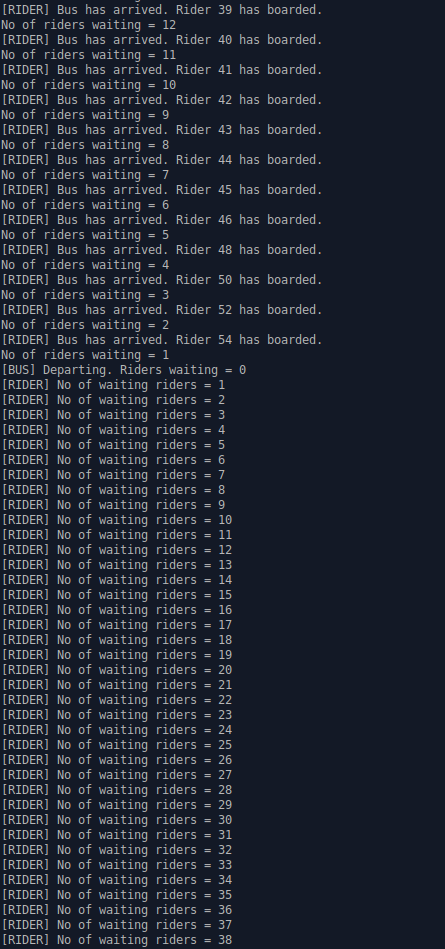 [RIDER] Bus has arrived. Rider 39 has boarded.
No of riders waiting = 12
[RIDER] Bus has arrived. Rider 40 has boarded.
No of riders waiting = 11
[RIDER] Bus has arrived. Rider 41 has boarded.
No of riders waiting = 10
[RIDER] Bus has arrived. Rider 42 has boarded.
No of riders waiting = 9
[RIDER] Bus has arrived. Rider 43 has boarded.
No of riders waiting = 8
[RIDER] Bus has arrived. Rider 44 has boarded.
No of riders waiting = 7
[RIDER] Bus has arrived. Rider 45 has boarded.
No of riders waiting = 6
[RIDER] Bus has arrived. Rider 46 has boarded.
No of riders waiting = 5
[RIDER] Bus has arrived. Rider 48 has boarded.
No of riders waiting = 4
[RIDER] Bus has arrived. Rider 50 has boarded.
No of riders waiting = 3
[RIDER] Bus has arrived. Rider 52 has boarded.
No of riders waiting = 2
[RIDER] Bus has arrived. Rider 54 has boarded.
No of riders waiting = 1
[BUS] Departing. Riders waiting = 0
[RIDER] No of waiting riders = 1
[RIDER] No of waiting riders = 2
[RIDER] No of waiting riders = 3
[RIDER] No of waiting riders = 4
[RIDER] No of waiting riders = 5
[RIDER] No of waiting riders = 6
[RIDER] No of waiting riders = 7
[RIDER] No of waiting riders = 8
[RIDER] No of waiting riders = 9
[RIDER] No of waiting riders = 10
[RIDER] No of waiting riders = 11
[RIDER] No of waiting riders = 12
[RIDER] No of waiting riders = 13
[RIDER] No of waiting riders = 14
[RIDER] No of waiting riders = 15
[RIDER] No of waiting riders = 16
[RIDER] No of waiting riders = 17
[RIDER] No of waiting riders = 18
[RIDER] No of waiting riders = 19
[RIDER] No of waiting riders = 20
[RIDER] No of waiting riders = 21
[RIDER] No of waiting riders = 22
[RIDER] No of waiting riders = 23
[RIDER] No of waiting riders = 24
[RIDER] No of waiting riders = 25
[RIDER] No of waiting riders = 26
[RIDER] No of waiting riders = 27
[RIDER] No of waiting riders = 28
[RIDER] No of waiting riders = 29
[RIDER] No of waiting riders = 30
[RIDER] No of waiting riders = 31
[RIDER] No of waiting riders = 32
[RIDER] No of waiting riders = 33
[RIDER] No of waiting riders = 34
[RIDER] No of waiting riders = 35
[RIDER] No of waiting riders = 36
[RIDER] No of waiting riders = 37
[RIDER] No of waiting riders = 38